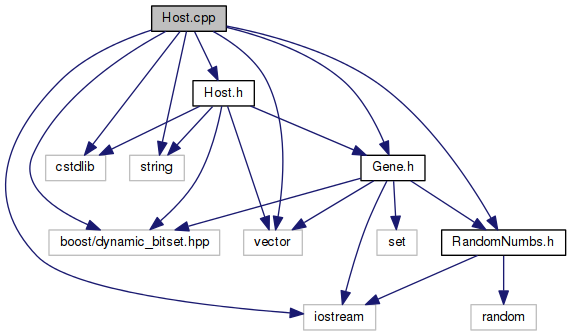 Host.cpp
Host.h
cstdlib
string
Gene.h
boost/dynamic_bitset.hpp
vector
set
RandomNumbs.h
iostream
random